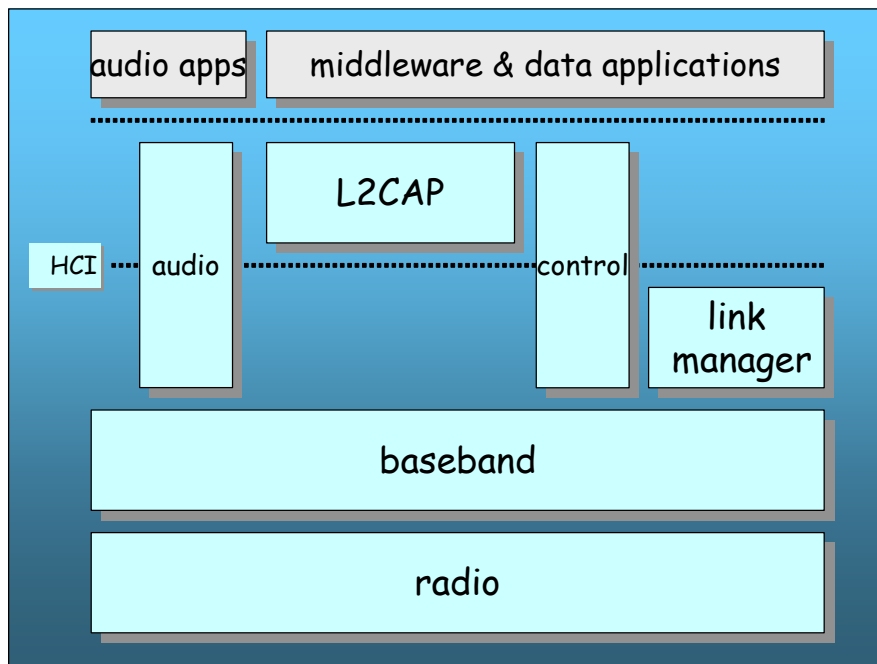 audio apps
middleware & data applications
L2CAP
HCI
audio
control
link
manager
baseband
radio